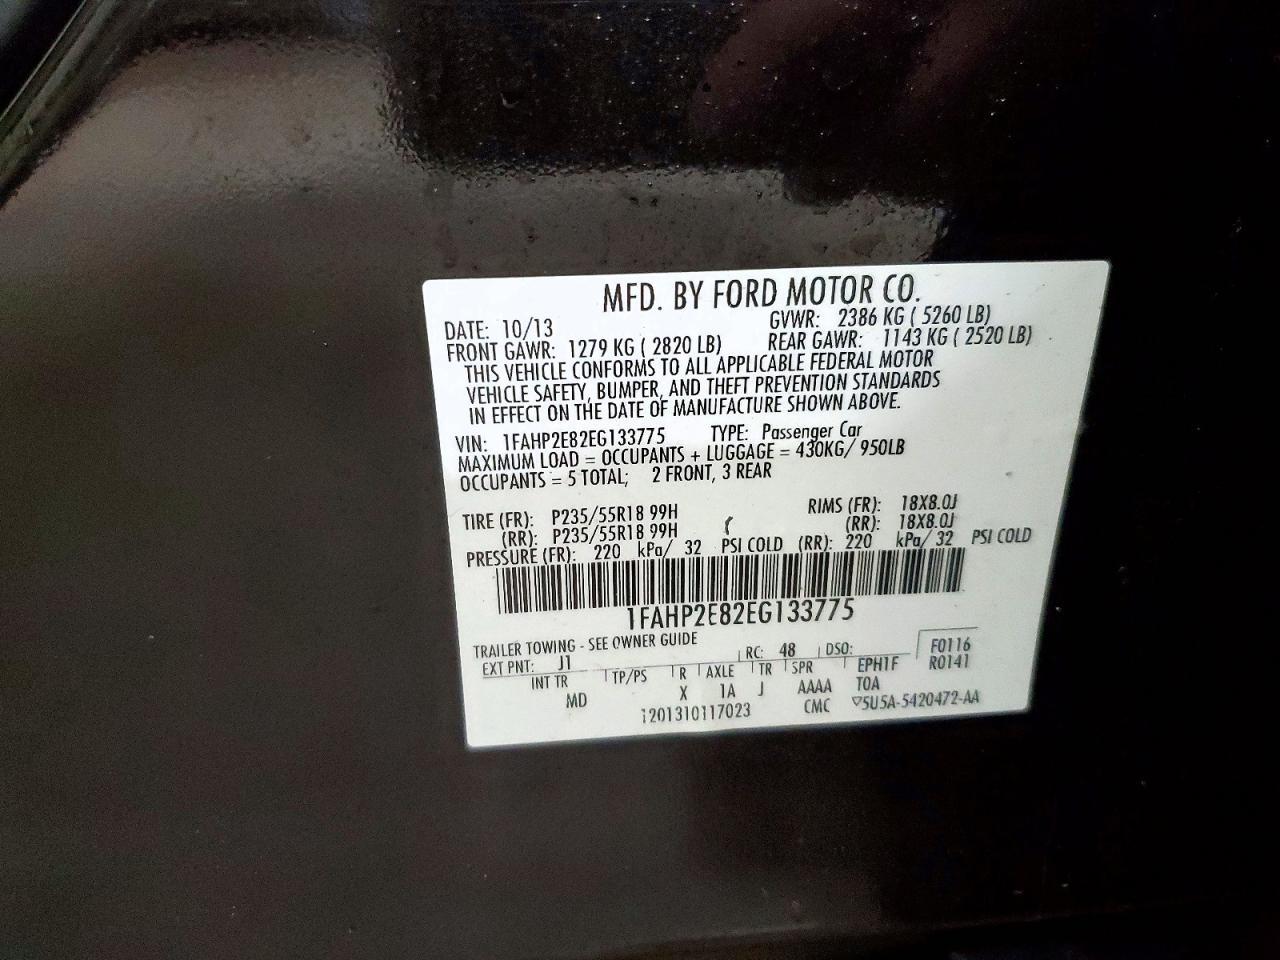 MFD. BY FORD MOTOR CO.
DATE: 10/13 GVWR: 2386 KG ( 5260 LB)
FRONT GAWR: 1279 KG ( 2820 LB) REAR GAWR: 1143 KG ( 2520 LB)
THIS VEHICLE CONFORMS TO ALL APPLICABLE FEDERAL MOTOR
VEHICLE SAFETY, BUMPER, AND THEFT PREVENTION STANDARDS
IN EFFECT ON THE DATE OF MANUFACTURE SHOWN ABOVE.
VIN: 1FAHP2E82EG133775 TYPE: Passenger Car
MAXIMUM LOAD = OCCUPANTS + LUGGAGE = 430KG/ 950LB
OCCUPANTS = 5 TOTAL; 2 FRONT, 3 REAR
TIRE (FR): P235/55R18 99H RIMS (FR): 18X8.0J
(RR): P235/55R18 99H (RR): 18X8.0J
PRESSURE (FR): 220 kPa/ 32 PSI COLD (RR): 220 kPa/ 32 PSI COLD
1FAHP2E82EG133775
TRAILER TOWING - SEE OWNER GUIDE
RC: 48 DSO: F0116
EXT PNT: J1 R0141
INT TR TP/PS R AXLE TR SPR EPH1F
MD X 1A J AAAA TOA
1201310117023 CMC ▽5U5A-5420472-AA